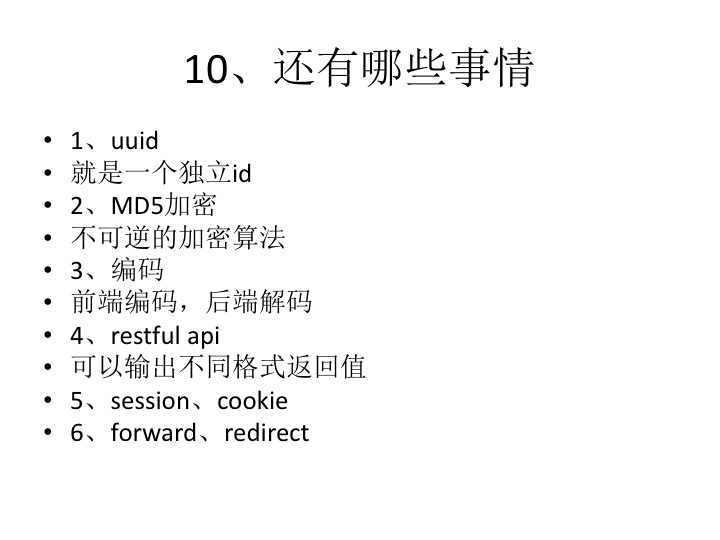 10、还有哪些事情
• 1、uuid
• 就是一个独立id
• 2、MD5加密
• 不可逆的加密算法
• 3、编码
• 前端编码，后端解码
• 4、restful api
• 可以输出不同格式返回值
• 5、session、cookie
• 6、forward、redirect